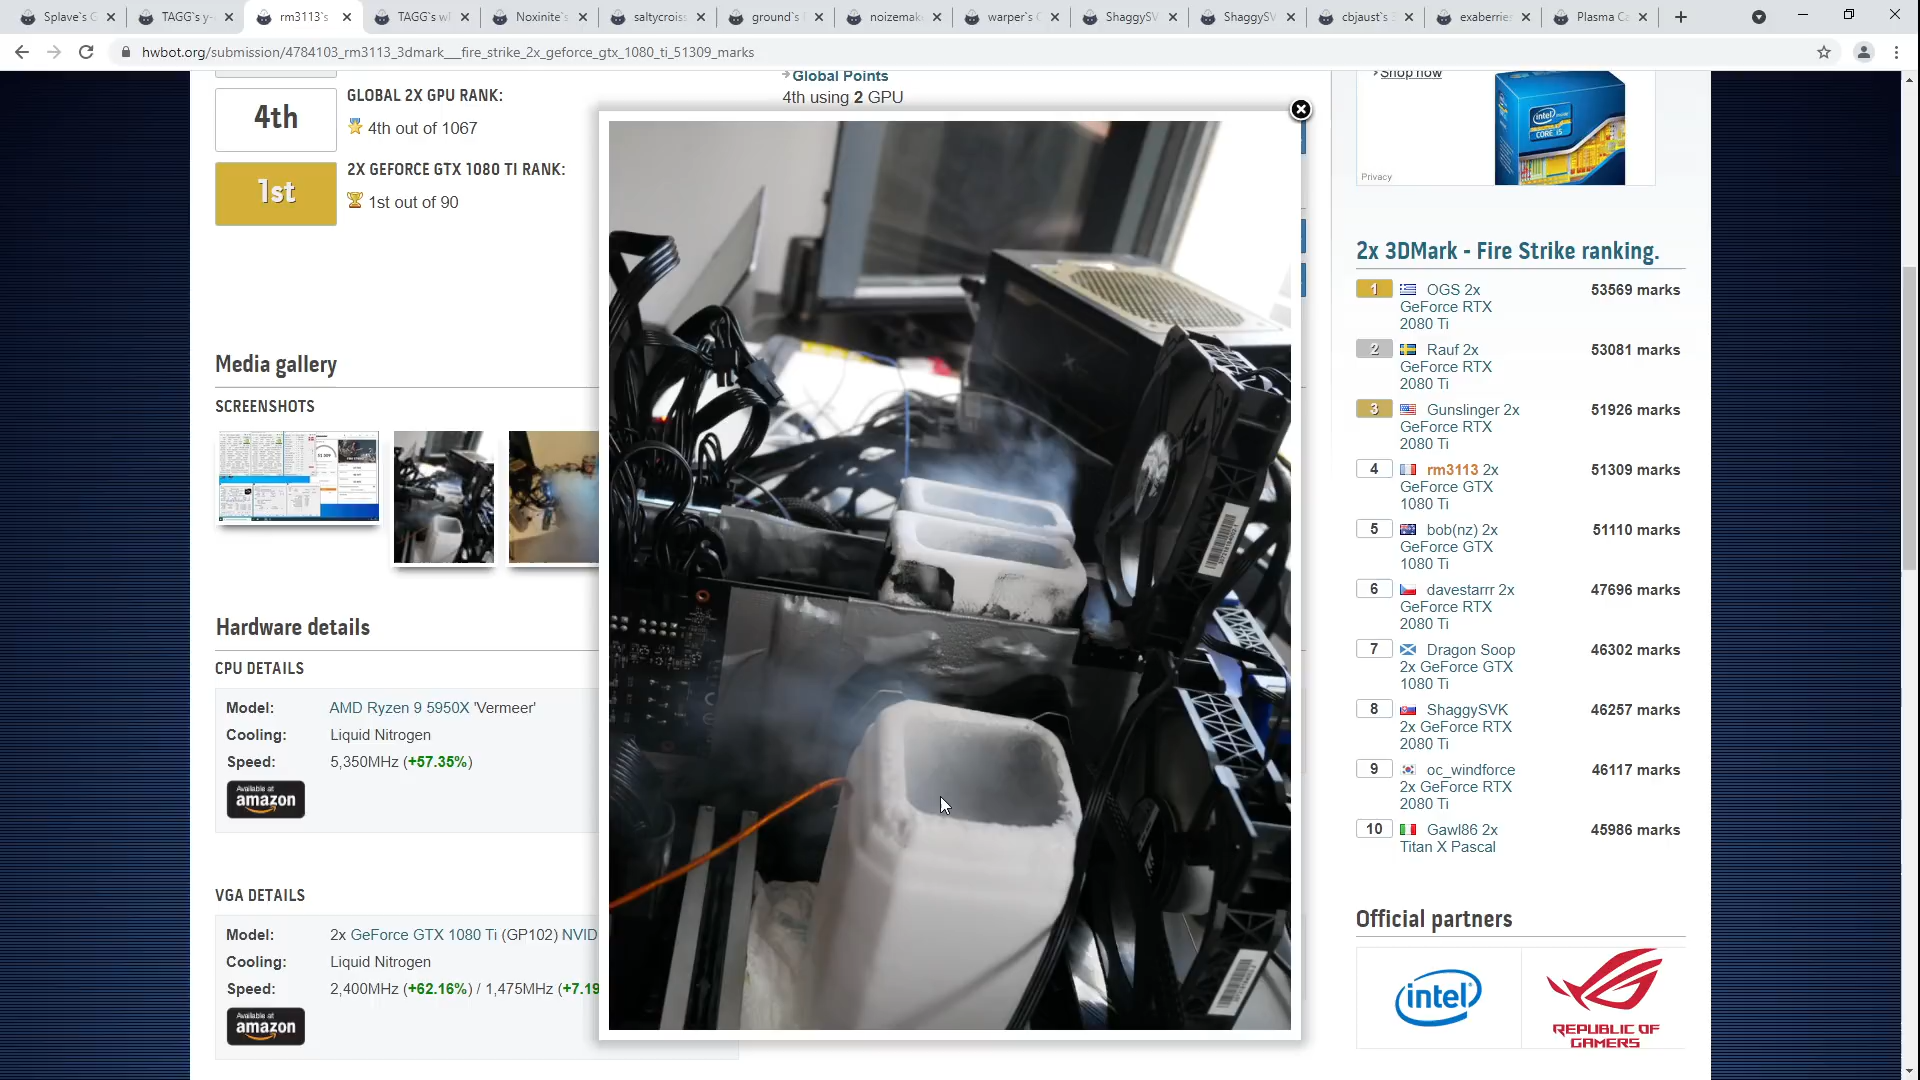 Splave`s G
TAGG`s y-
rm3113`s
TAGG`s wi
Noxinite`s
saltycroiss
ground`s
noizemak
warper`s C
ShaggySV
ShaggySV
cbjaust`s
exaberrie
Plasma C
hwbot.org/submission/4784103_rm3113_3dmark___fire_strike_2x_geforce_gtx_1080_ti_51309_marks
Global Points
4th using 2 GPU
4th
GLOBAL 2X GPU RANK:
4th out of 1067
1st
2X GEFORCE GTX 1080 TI RANK:
1st out of 90
Media gallery
SCREENSHOTS
Hardware details
CPU DETAILS
Model: AMD Ryzen 9 5950X 'Vermeer'
Cooling: Liquid Nitrogen
Speed: 5,350MHz (+57.35%)
Available at
amazon
VGA DETAILS
Model: 2x GeForce GTX 1080 Ti (GP102) NVID
Cooling: Liquid Nitrogen
Speed: 2,400MHz (+62.16%) / 1,475MHz (+7.19
Available at
amazon
Shop now
intel
CORE i5
Privacy
2x 3DMark - Fire Strike ranking.
1 OGS 2x GeForce RTX 2080 Ti 53569 marks
2 Rauf 2x GeForce RTX 2080 Ti 53081 marks
3 Gunslinger 2x GeForce RTX 2080 Ti 51926 marks
4 rm3113 2x GeForce GTX 1080 Ti 51309 marks
5 bob(nz) 2x GeForce GTX 1080 Ti 51110 marks
6 davestarrr 2x GeForce RTX 2080 Ti 47696 marks
7 Dragon Soop 2x GeForce GTX 1080 Ti 46302 marks
8 ShaggySVK 2x GeForce RTX 2080 Ti 46257 marks
9 oc_windforce 2x GeForce RTX 2080 Ti 46117 marks
10 Gawl86 2x Titan X Pascal 45986 marks
Official partners
intel
REPUBLIC OF
GAMERS